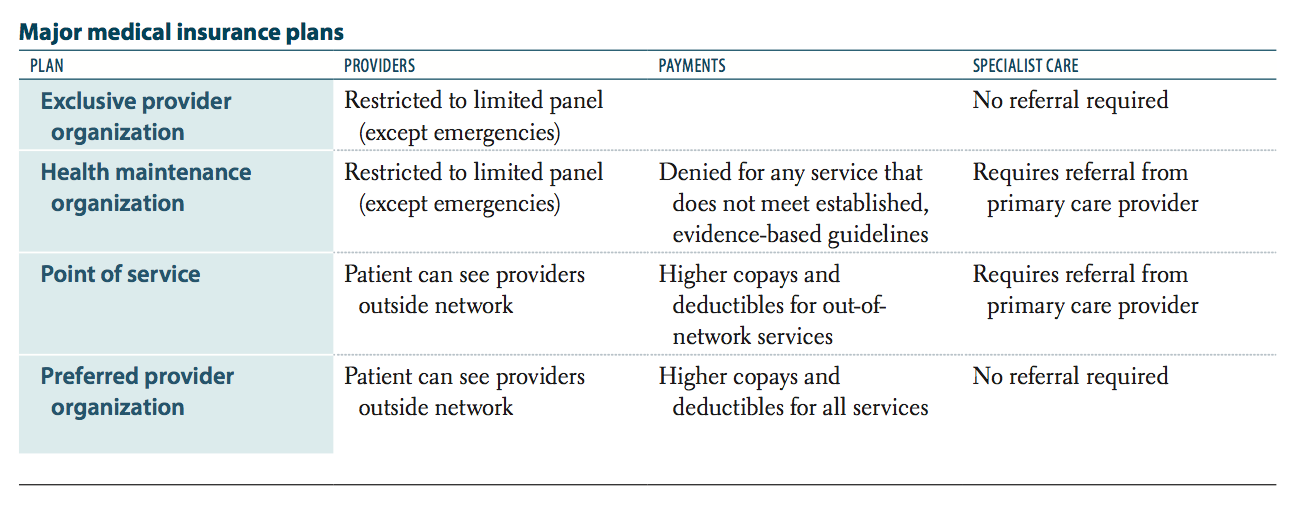 Major medical insurance plans
PLAN PROVIDERS PAYMENTS SPECIALIST CARE
Exclusive provider
organization
Restricted to limited panel
(except emergencies)
No referral required
Health maintenance
organization
Restricted to limited panel
(except emergencies)
Denied for any service that
does not meet established,
evidence-based guidelines
Requires referral from
primary care provider
Point of service
Patient can see providers
outside network
Higher copays and
deductibles for out-of-
network services
Requires referral from
primary care provider
Preferred provider
organization
Patient can see providers
outside network
Higher copays and
deductibles for all services
No referral required